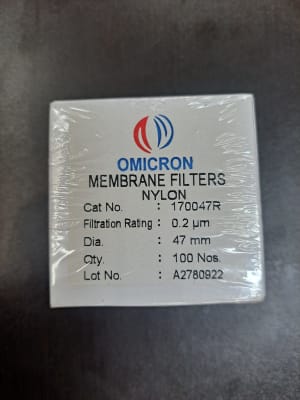 OMICRON
MEMBRANE FILTERS
NYLON
Cat No. : 170047R
Filtration Rating : 0.2 µm
Dia. : 47 mm
Qty. : 100 Nos.
Lot No. : A2780922